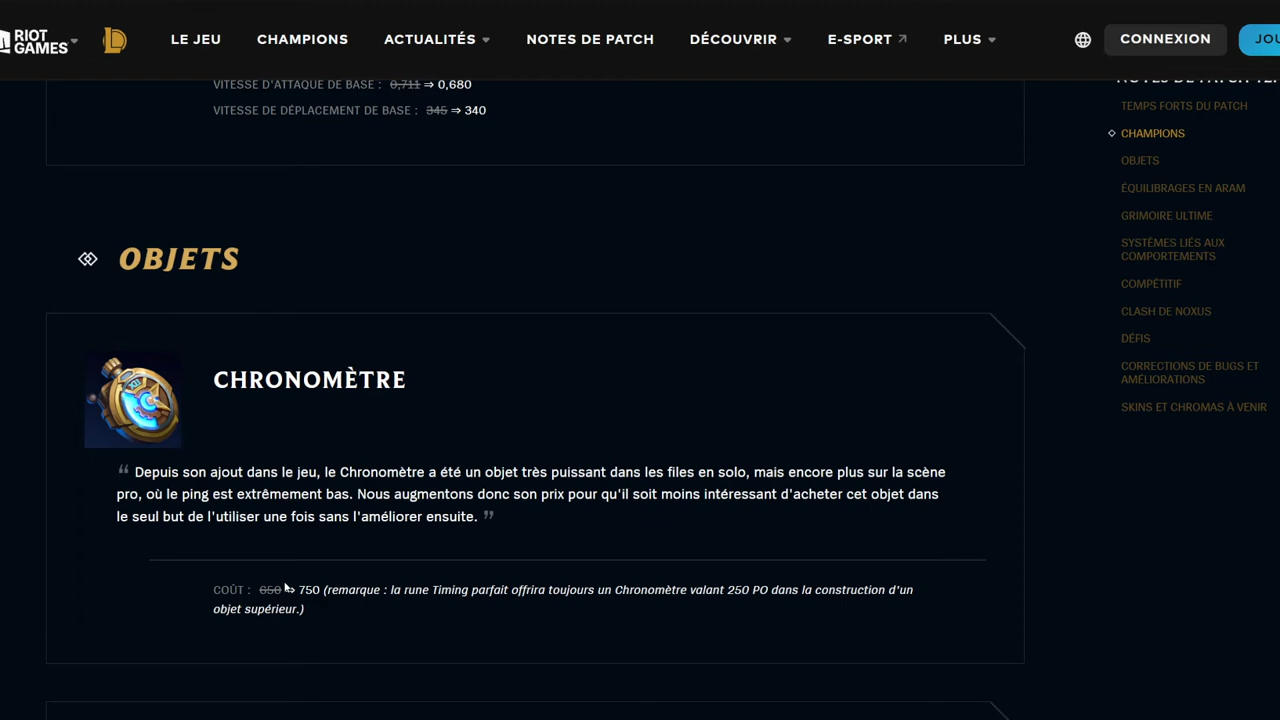 RIOT GAMES
LE JEU
CHAMPIONS
ACTUALITÉS
NOTES DE PATCH
DÉCOUVRIR
E-SPORT
PLUS
CONNEXION
VITESSE D'ATTAQUE DE BASE : 0,711 ⇒ 0,680
VITESSE DE DÉPLACEMENT DE BASE : 345 ⇒ 340
OBJETS
CHRONOMÈTRE
“ Depuis son ajout dans le jeu, le Chronomètre a été un objet très puissant dans les files en solo, mais encore plus sur la scène
pro, où le ping est extrêmement bas. Nous augmentons donc son prix pour qu'il soit moins intéressant d'acheter cet objet dans
le seul but de l'utiliser une fois sans l'améliorer ensuite. ”
COÛT : 650 ⇒ 750 (remarque : la rune Timing parfait offrira toujours un Chronomètre valant 250 PO dans la construction d'un
objet supérieur.)
NOTES DE PATCH
TEMPS FORTS DU PATCH
CHAMPIONS
OBJETS
ÉQUILIBRAGES EN ARAM
GRIMOIRE ULTIME
SYSTÈMES LIÉS AUX
COMPORTEMENTS
COMPÉTITIF
CLASH DE NOXUS
DÉFIS
CORRECTIONS DE BUGS ET
AMÉLIORATIONS
SKINS ET CHROMAS À VENIR